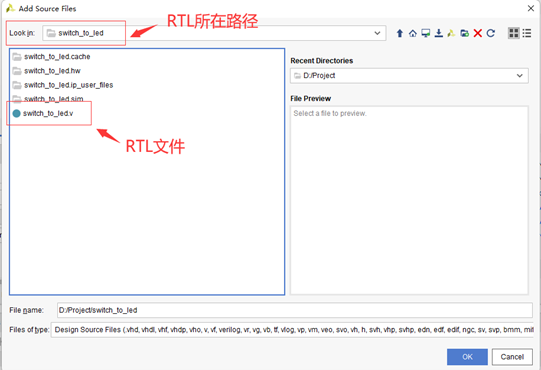 Add Source Files
RTL所在路径
Look in: switch_to_led
switch_to_led.cache
switch_to_led.hw
switch_to_led.ip_user_files
switch_to_led.sim
switch_to_led.v
RTL文件
Recent Directories
D:/Project
File Preview
Select a file to preview.
File name: D:/Project/switch_to_led
Files of type: Design Source Files (.vhd, vhdl, vhf, vhdp, vho, v, vf, verilog, vr, vg, vb, tf, vlog, vp, vm, veo, svo, vh, h, svh, vhp, svhp, edn, edf, edif, ngc, sv, svp, bmm, mif
OK Cancel